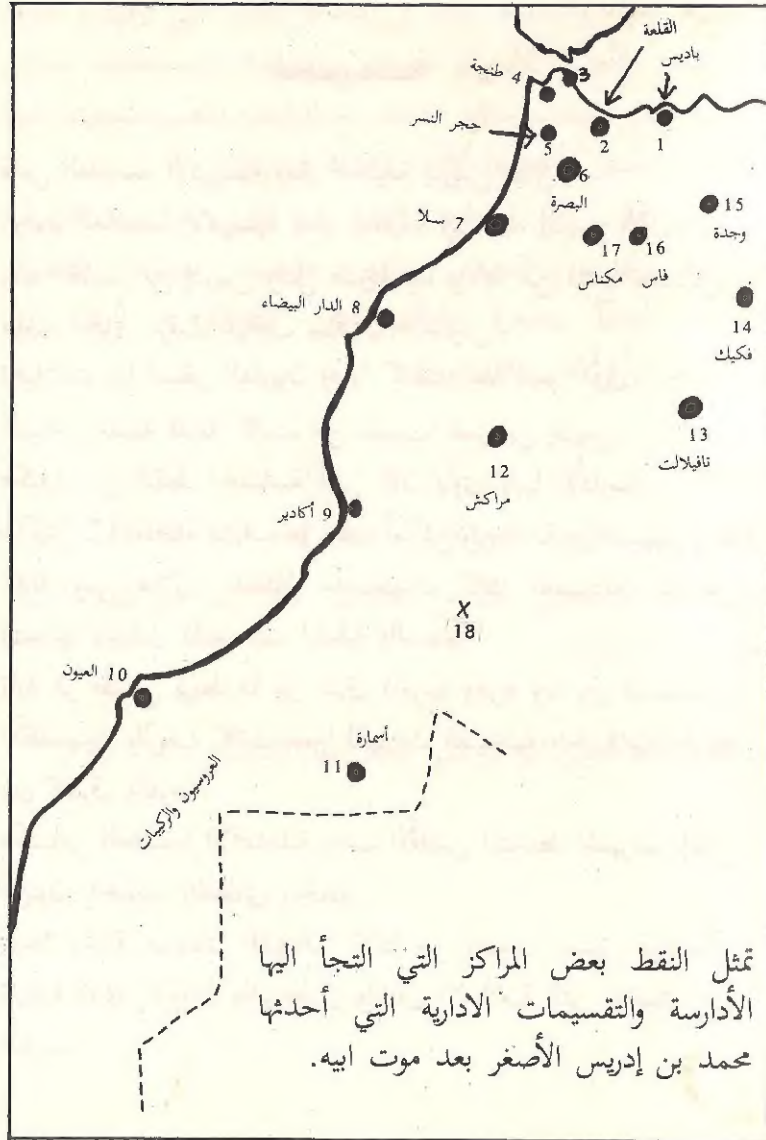 القلعة
باديس
طنجة 4
3
حجر النسر
5
2
1
6
البصرة
15
وجدة
سلا 7
17
مكناس
16
فاس
8 الدار البيضاء
14
فكيك
13
تافيلالت
12
مراكش
9 أكادير
X
(18)
10 العيون
أسمارة
11
العروسيون والركيبات
تمثل النقط بعض المراكز التي التجأ اليها
الأدارسة والتقسيمات الادارية التي أحدثها
محمد بن إدريس الأصغر بعد موت ابيه.